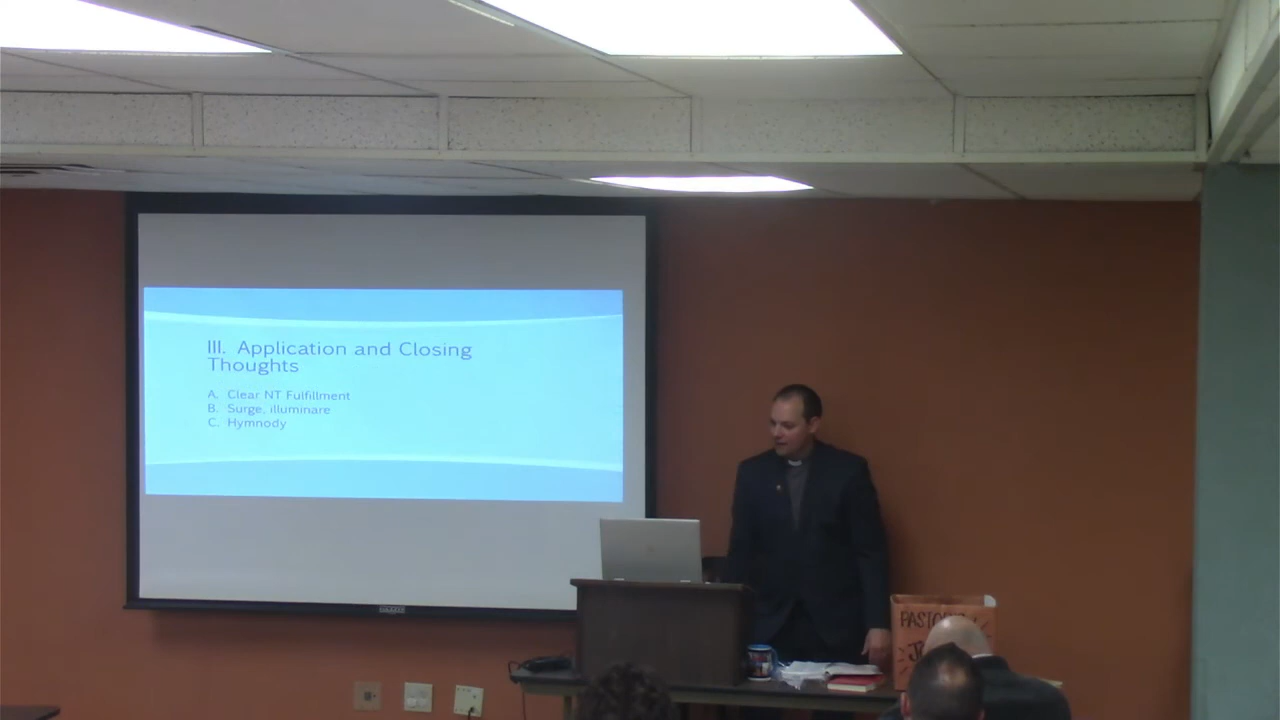 III. Application and Closing
Thoughts
A. Clear NT Fulfillment
B. Surge, illuminare
C. Hymnody